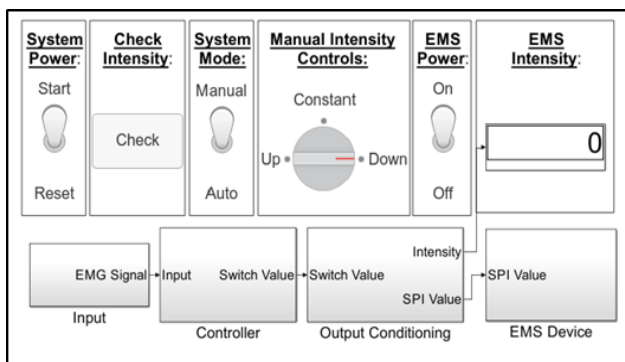 System Power:
Start
Reset
Check Intensity:
Check
System Mode:
Manual
Auto
Manual Intensity Controls:
Constant
Up
Down
EMS Power:
On
Off
EMS Intensity:
0
EMG Signal
Input
Input
Switch Value
Controller
Switch Value
Intensity
SPI Value
Output Conditioning
SPI Value
EMS Device